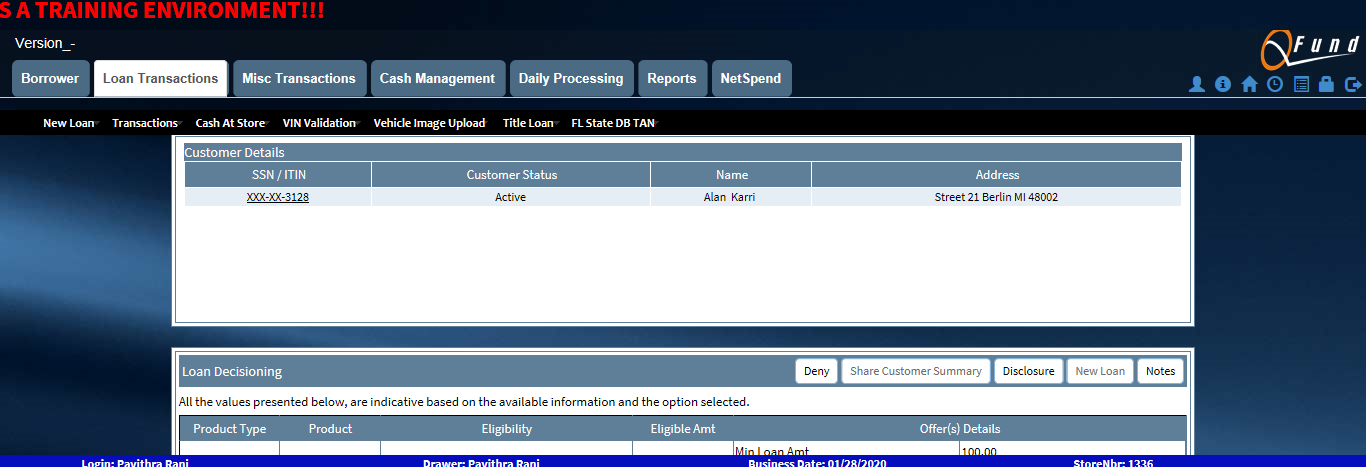 S A TRAINING ENVIRONMENT!!!
Version_-
QFund
Borrower Loan Transactions Misc Transactions Cash Management Daily Processing Reports NetSpend
New Loan Transactions Cash At Store VIN Validation Vehicle Image Upload Title Loan FL State DB TAN
Customer Details
SSN / ITIN Customer Status Name Address
XXX-XX-3128 Active Alan Karri Street 21 Berlin MI 48002
Loan Decisioning Deny Share Customer Summary Disclosure New Loan Notes
All the values presented below, are indicative based on the available information and the option selected.
Product Type Product Eligibility Eligible Amt Offer(s) Details
Min Loan Amt 100.00
Login: Pavithra Rani Drawer: Pavithra Rani Business Date: 01/28/2020 StoreNbr: 1336